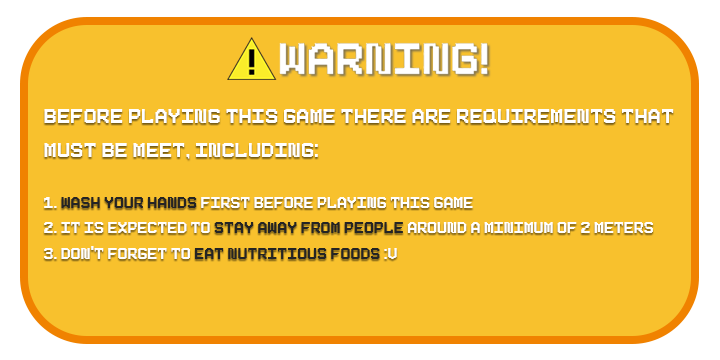 WARNING!
BEFORE PLAYING THIS GAME THERE ARE REQUIREMENTS THAT
MUST BE MEET, INCLUDING:
1. WASH YOUR HANDS FIRST BEFORE PLAYING THIS GAME
2. IT IS EXPECTED TO STAY AWAY FROM PEOPLE AROUND A MINIMUM OF 2 METERS
3. DON'T FORGET TO EAT NUTRITIOUS FOODS :U